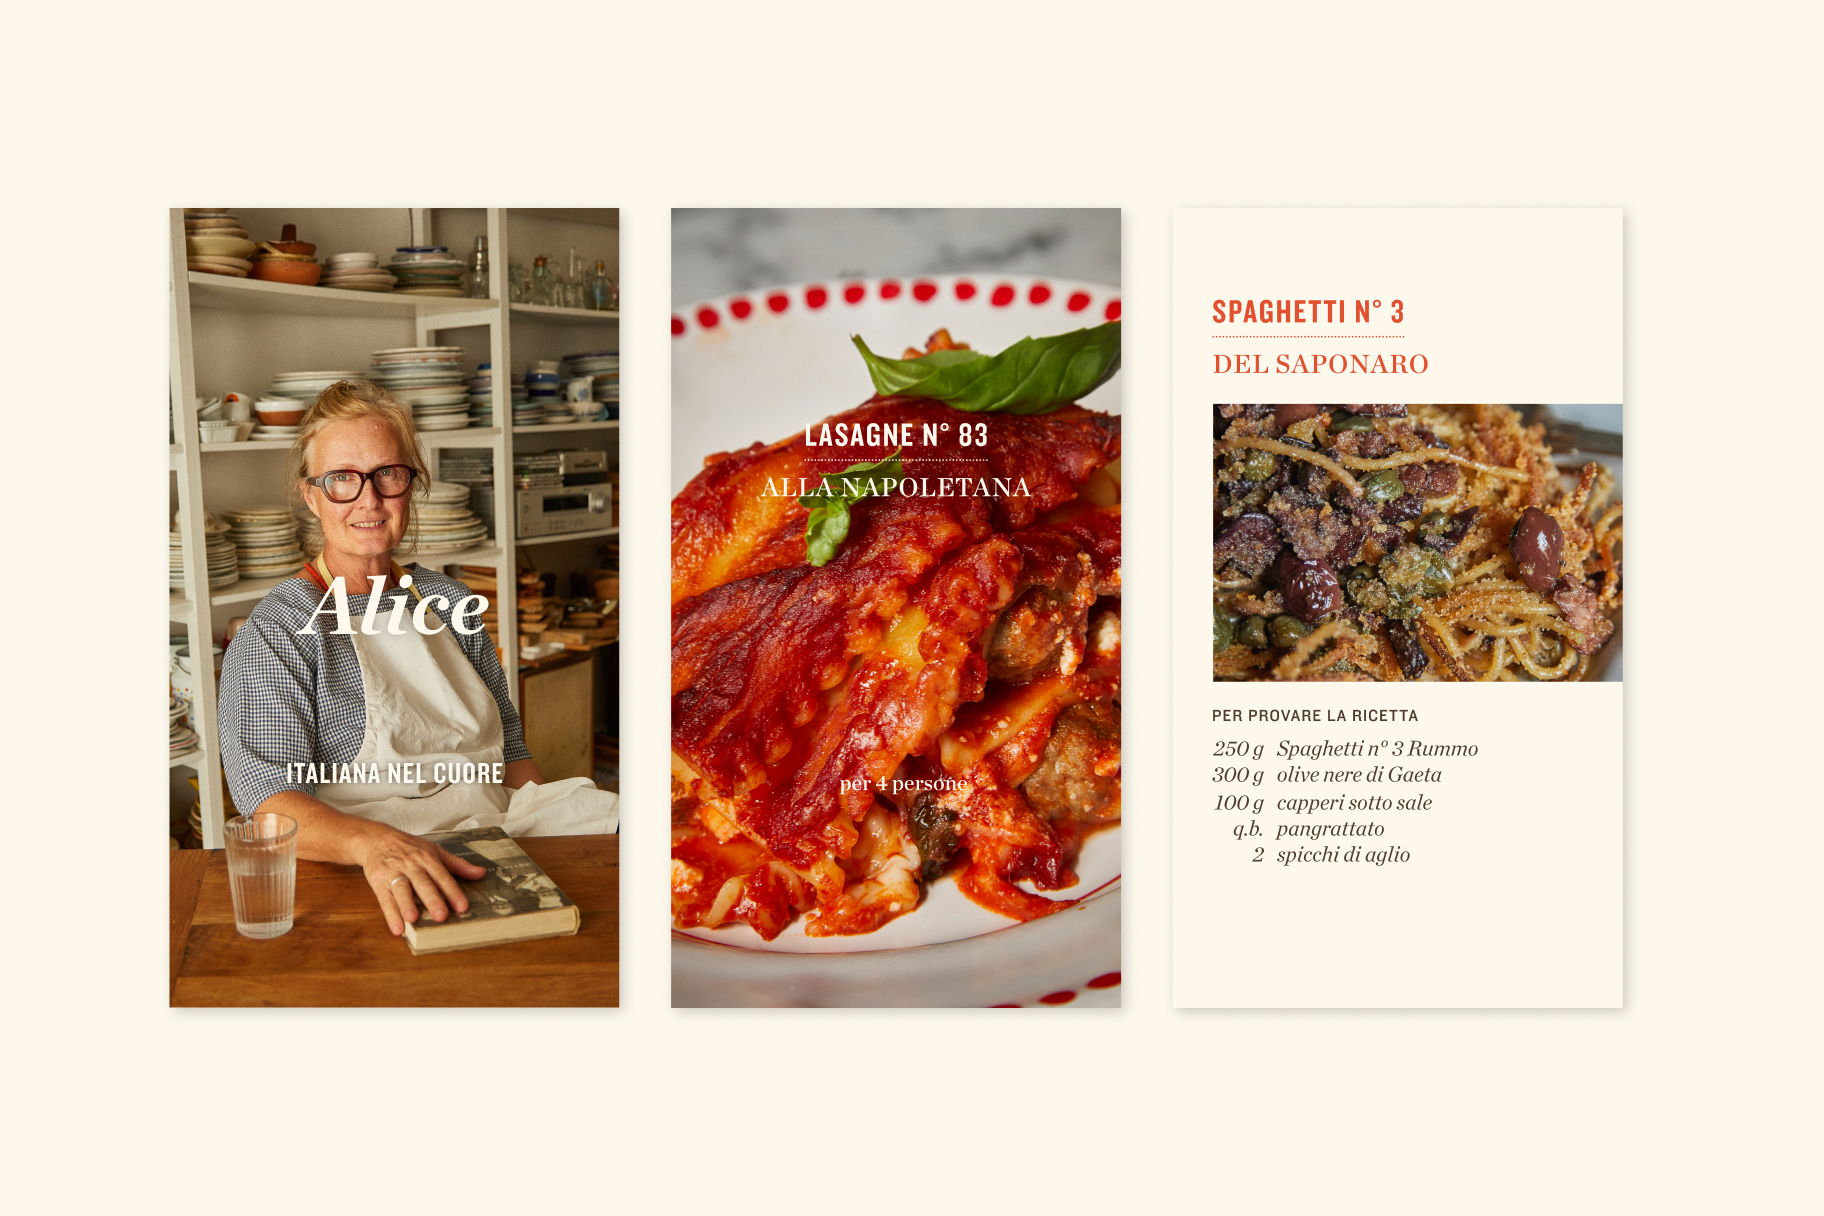 Alice
ITALIANA NEL CUORE
LASAGNE N° 83
ALLA NAPOLETANA
per 4 persone
SPAGHETTI N° 3
DEL SAPONARO
PER PROVARE LA RICETTA
250 g Spaghetti n° 3 Rummo
300 g olive nere di Gaeta
100 g capperi sotto sale
q.b. pangrattato
2 spicchi di aglio